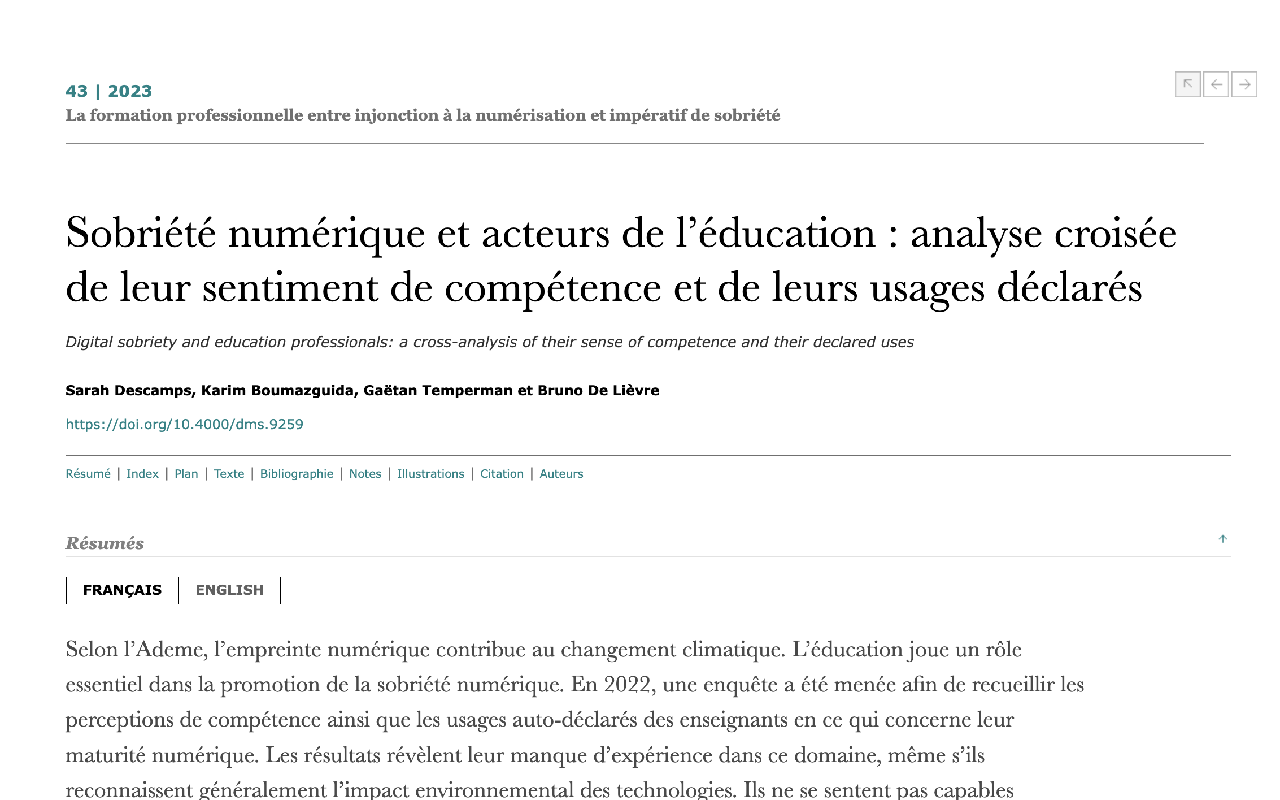 43 | 2023
La formation professionnelle entre injonction à la numérisation et impératif de sobriété
Sobriété numérique et acteurs de l’éducation : analyse croisée
de leur sentiment de compétence et de leurs usages déclarés
Digital sobriety and education professionals: a cross-analysis of their sense of competence and their declared uses
Sarah Descamps, Karim Boumazguida, Gaëtan Temperman et Bruno De Lièvre
https://doi.org/10.4000/dms.9259
Résumé | Index | Plan | Texte | Bibliographie | Notes | Illustrations | Citation | Auteurs
Résumés
FRANÇAIS | ENGLISH
Selon l’Ademe, l’empreinte numérique contribue au changement climatique. L’éducation joue un rôle
essentiel dans la promotion de la sobriété numérique. En 2022, une enquête a été menée afin de recueillir les
perceptions de compétence ainsi que les usages auto-déclarés des enseignants en ce qui concerne leur
maturité numérique. Les résultats révèlent leur manque d’expérience dans ce domaine, même s’ils
reconnaissent généralement l’impact environnemental des technologies. Ils ne se sentent pas capables